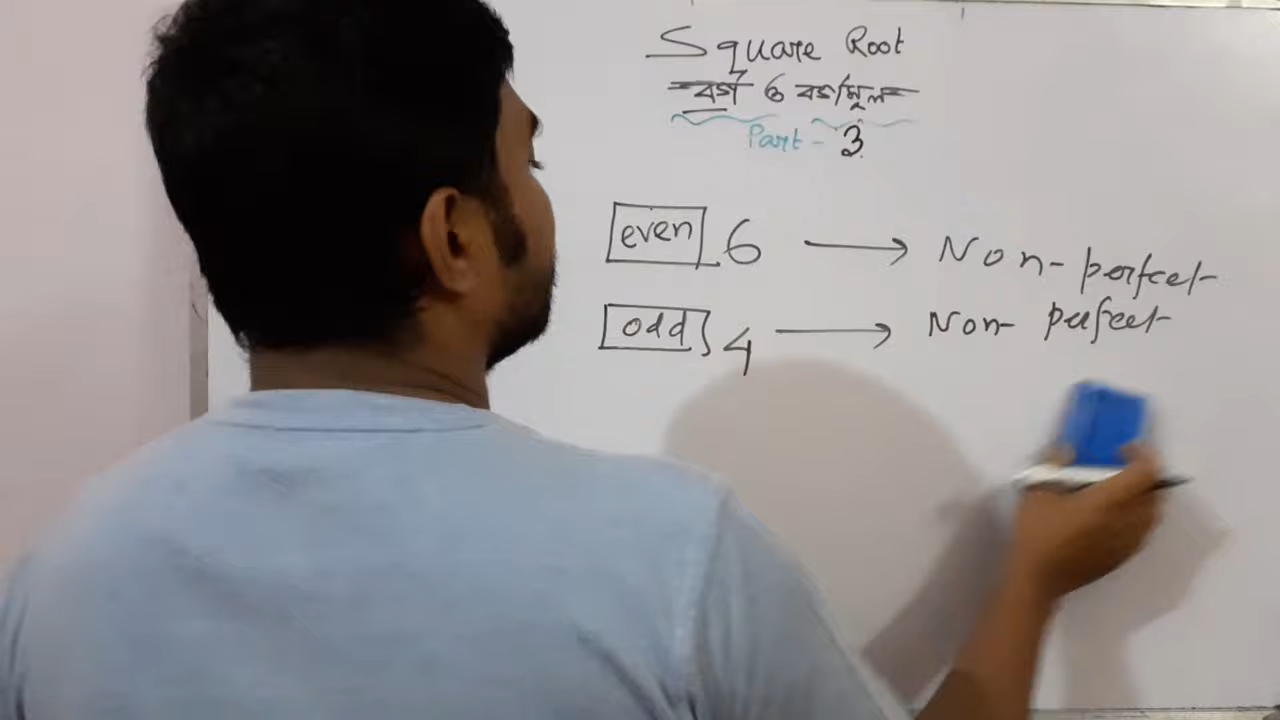 Square Root
বর্গ ও বর্গমূল
Part - 3
even 6 → Non-perfect
odd 4 → Non-perfect